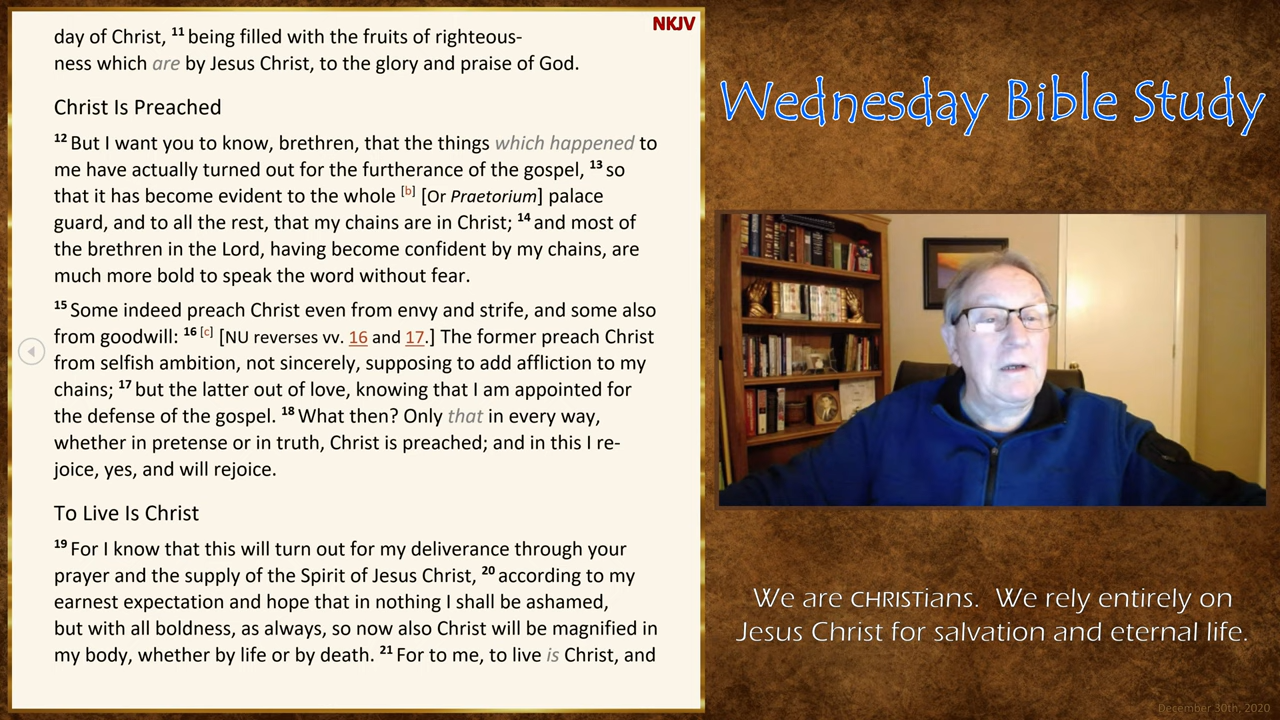 NKJV
day of Christ, 11 being filled with the fruits of righteous-
ness which are by Jesus Christ, to the glory and praise of God.
Christ Is Preached
12 But I want you to know, brethren, that the things which happened to
me have actually turned out for the furtherance of the gospel, 13 so
that it has become evident to the whole [b] [Or Praetorium] palace
guard, and to all the rest, that my chains are in Christ; 14 and most of
the brethren in the Lord, having become confident by my chains, are
much more bold to speak the word without fear.
15 Some indeed preach Christ even from envy and strife, and some also
from goodwill: 16 [c] [NU reverses vv. 16 and 17.] The former preach Christ
from selfish ambition, not sincerely, supposing to add affliction to my
chains; 17 but the latter out of love, knowing that I am appointed for
the defense of the gospel. 18 What then? Only that in every way,
whether in pretense or in truth, Christ is preached; and in this I re-
joice, yes, and will rejoice.
To Live Is Christ
19 For I know that this will turn out for my deliverance through your
prayer and the supply of the Spirit of Jesus Christ, 20 according to my
earnest expectation and hope that in nothing I shall be ashamed,
but with all boldness, as always, so now also Christ will be magnified in
my body, whether by life or by death. 21 For to me, to live is Christ, and
Wednesday Bible Study
We are CHRISTians. We rely entirely on
Jesus Christ for salvation and eternal life.
December 30th, 2020